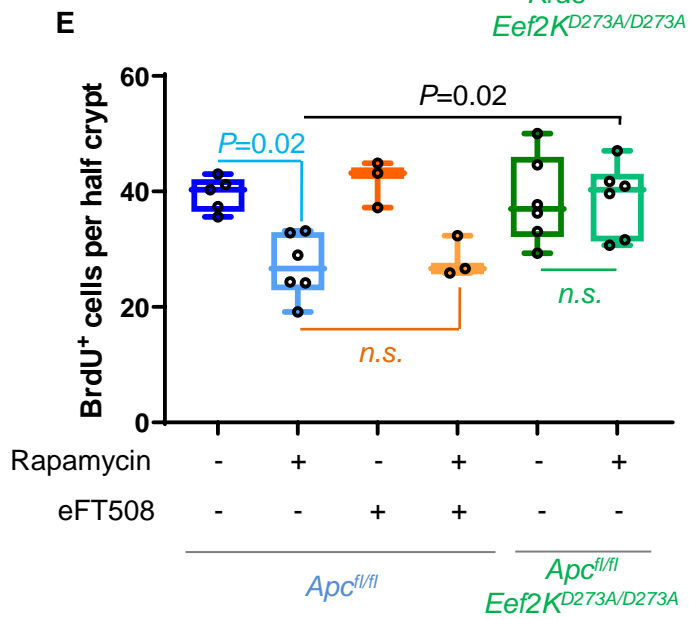 Eef2K^D273A/D273A
E
60
40
20
0
BrdU⁺ cells per half crypt
P=0.02
P=0.02
n.s.
n.s.
Rapamycin - + - + - +
eFT508 - - + + - -
Apc^fl/fl
Apc^fl/fl
Eef2K^D273A/D273A